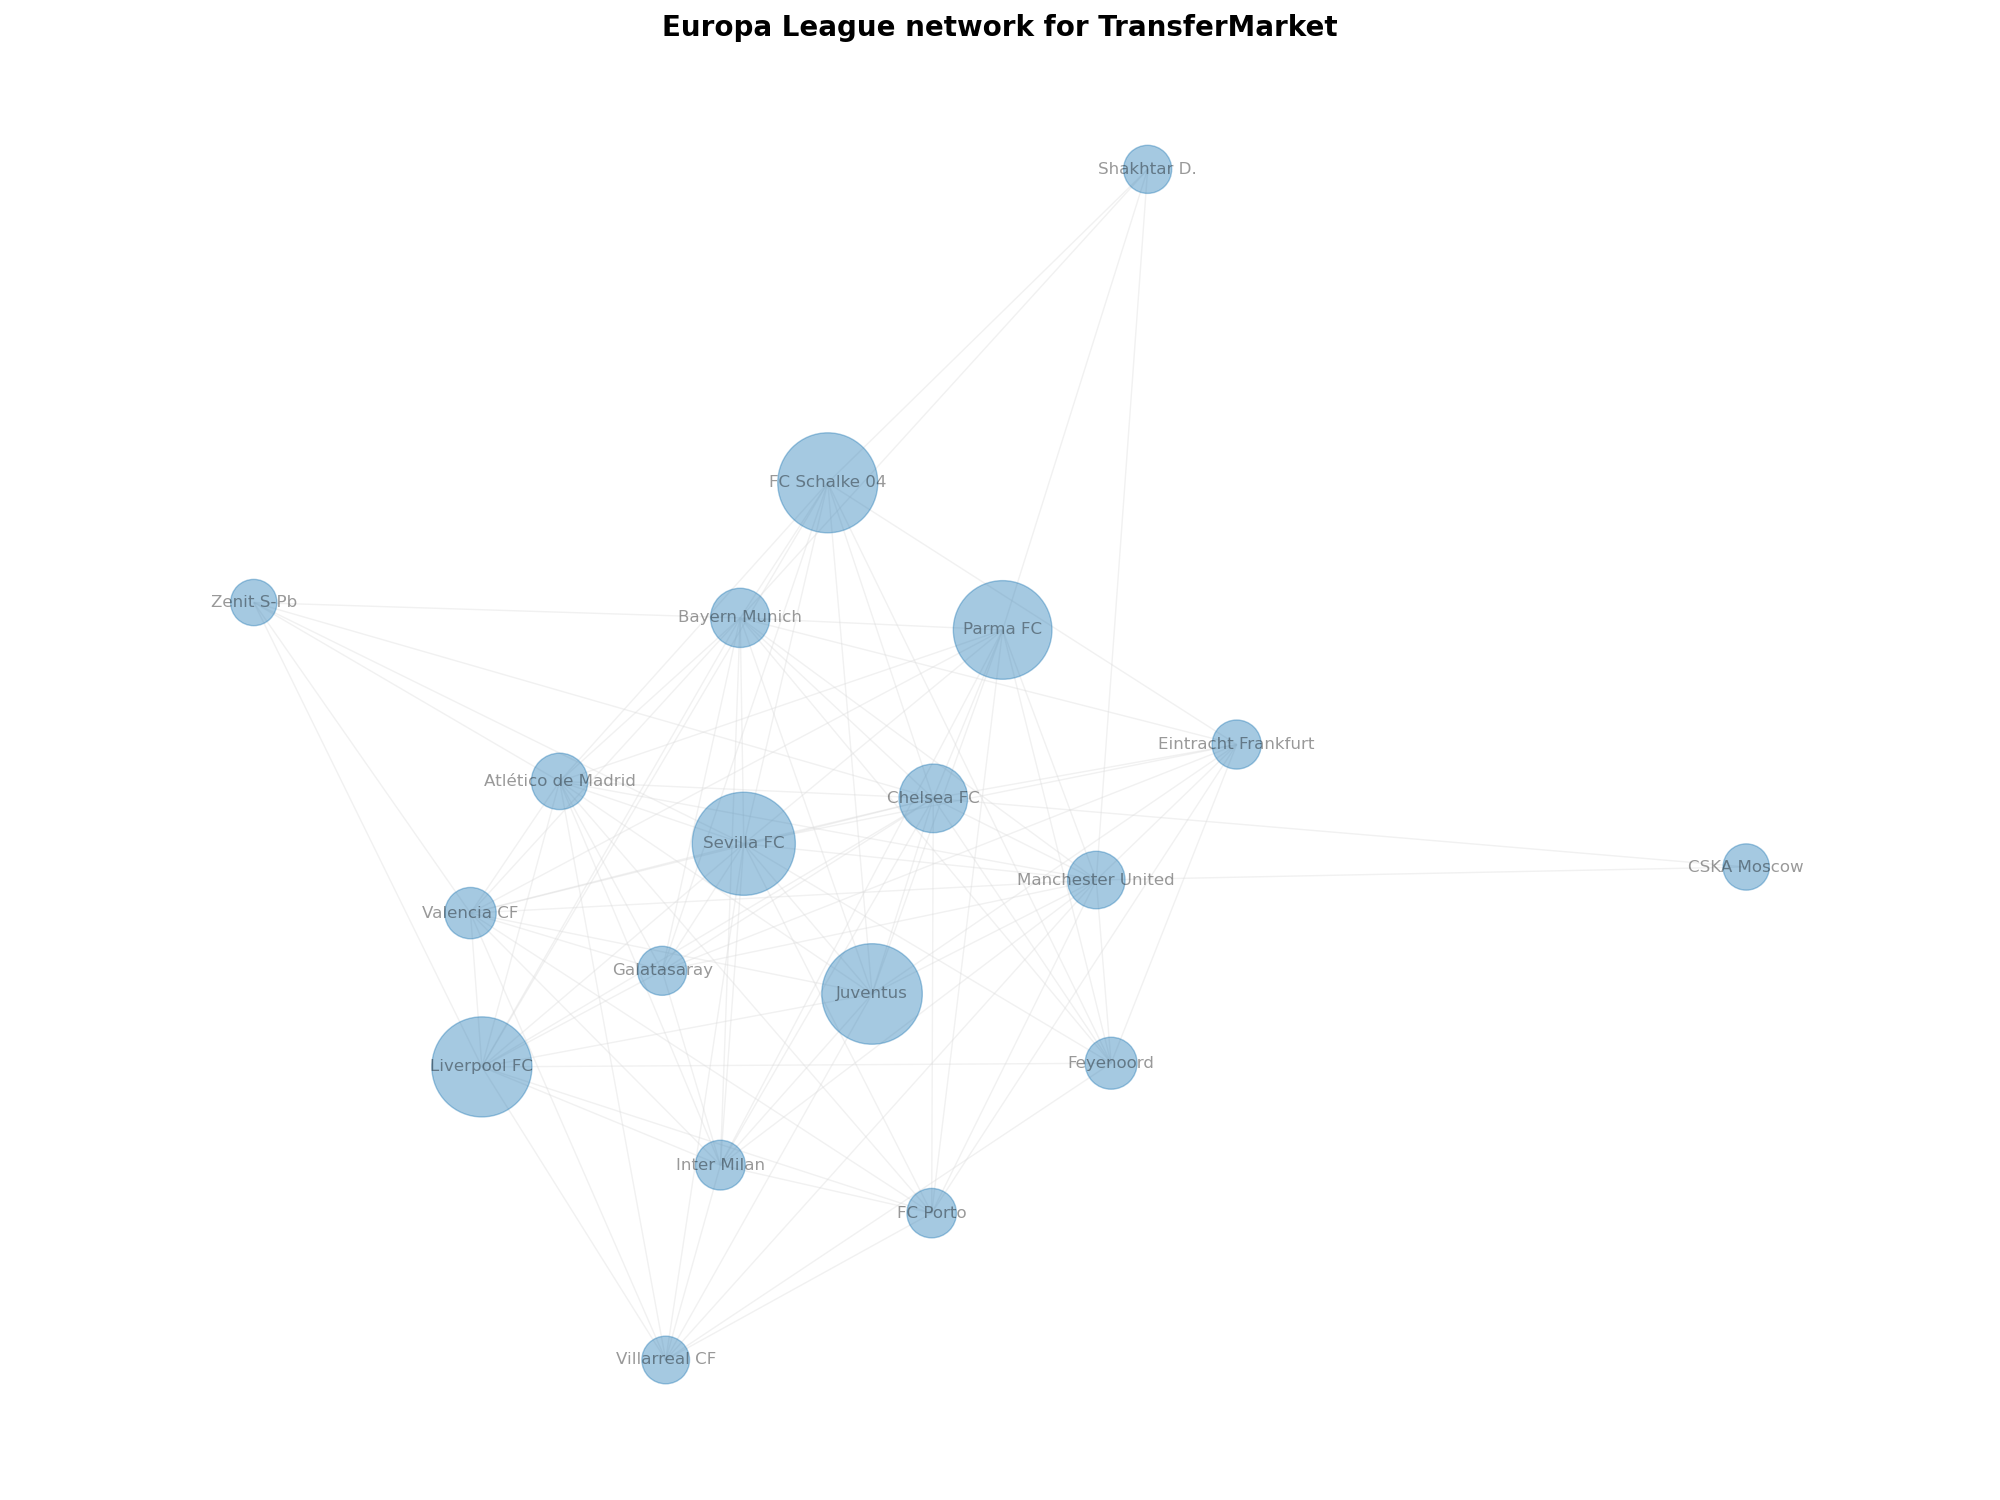 Europa League network for TransferMarket
Shakhtar D.
FC Schalke 04
Zenit S-Pb
Bayern Munich
Parma FC
Eintracht Frankfurt
Atlético de Madrid
Chelsea FC
Sevilla FC
CSKA Moscow
Manchester United
Valencia CF
Galatasaray
Juventus
Feyenoord
Liverpool FC
Inter Milan
FC Porto
Villarreal CF